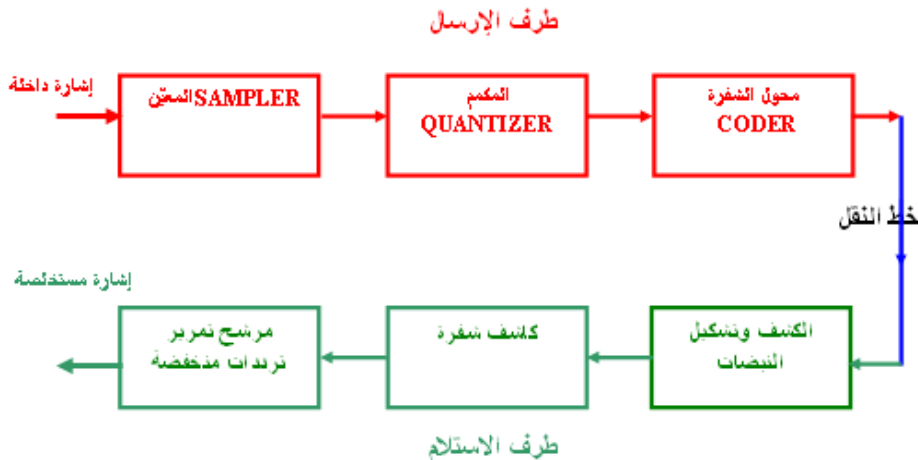 طرف الإرسال
إشارة داخلة
المعيّن SAMPLER
المكمم
QUANTIZER
محول الشفرة
CODER
خط النقل
إشارة مستخلصة
الكشف وتشكيل
النبضات
كاشف شفرة
مرشح تمرير
ترددات منخفضة
طرف الاستلام